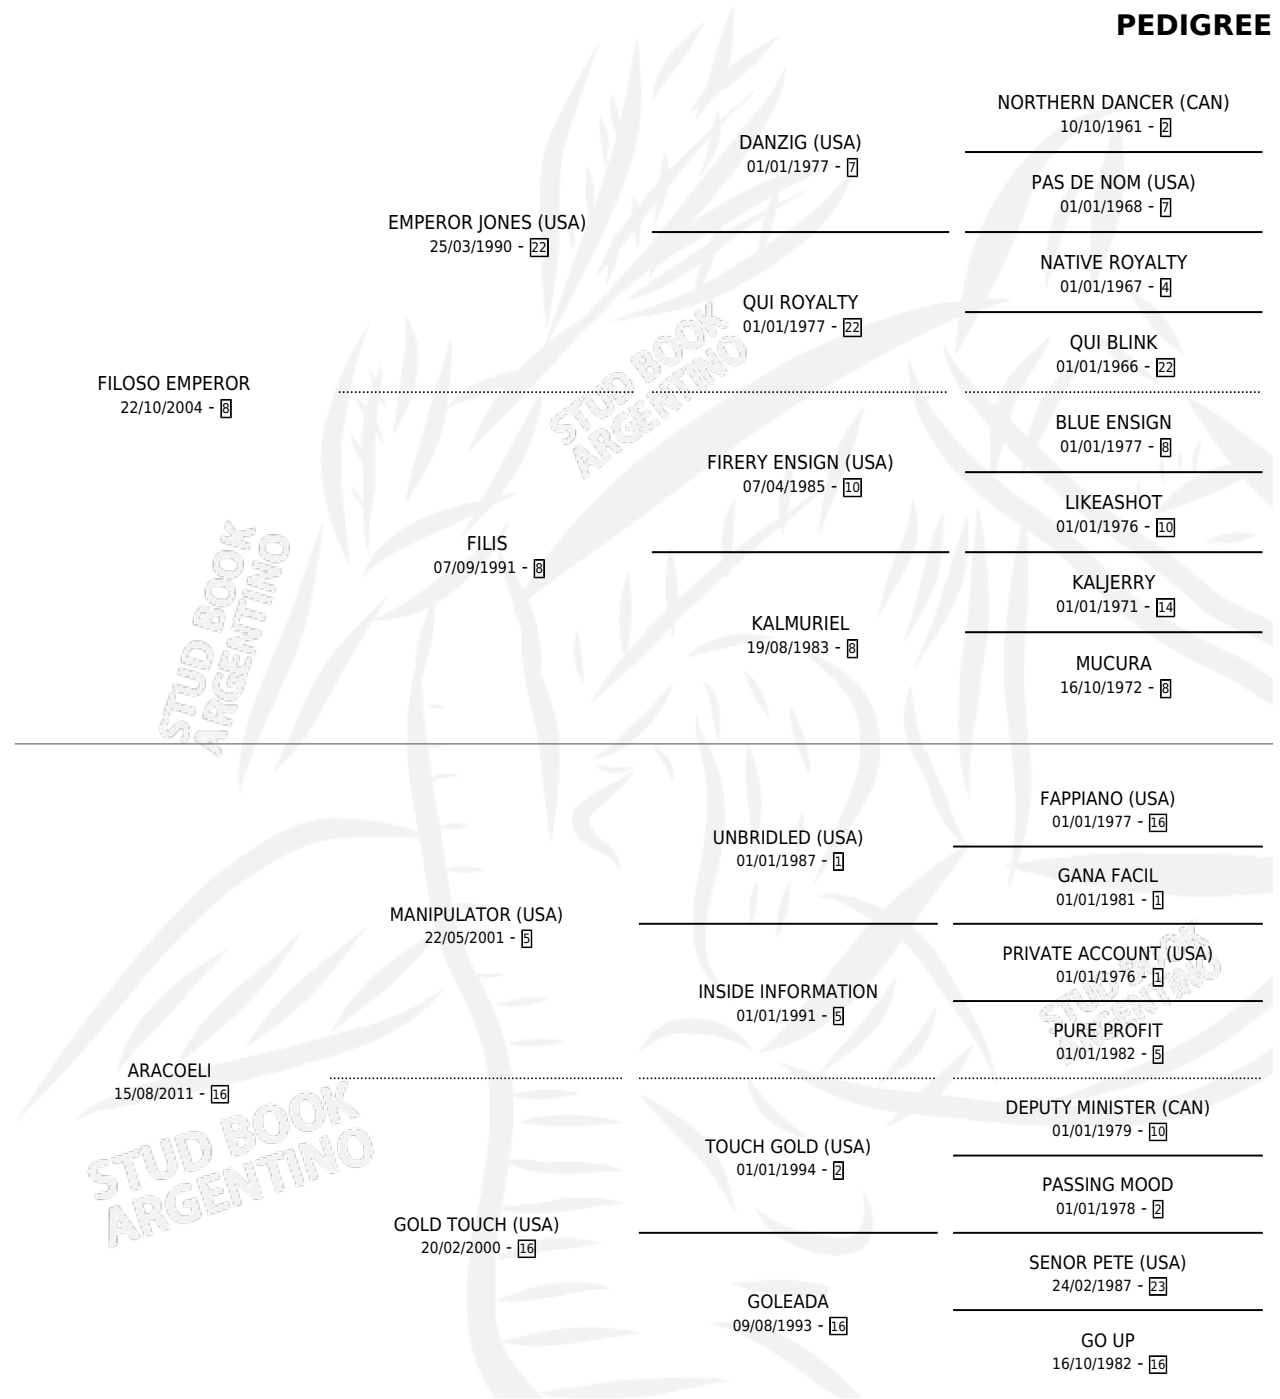 PEDIGREE
NORTHERN DANCER (CAN)
10/10/1961 - 2
DANZIG (USA)
01/01/1977 - 7
PAS DE NOM (USA)
01/01/1968 - 7
EMPEROR JONES (USA)
25/03/1990 - 22
NATIVE ROYALTY
01/01/1967 - 4
QUI ROYALTY
01/01/1977 - 22
QUI BLINK
01/01/1966 - 22
FILOSO EMPEROR
22/10/2004 - 8
BLUE ENSIGN
01/01/1977 - 8
FIRERY ENSIGN (USA)
07/04/1985 - 10
LIKEASHOT
01/01/1976 - 10
FILIS
07/09/1991 - 8
KALJERRY
01/01/1971 - 14
KALMURIEL
19/08/1983 - 8
MUCURA
16/10/1972 - 8
FAPPIANO (USA)
01/01/1977 - 16
UNBRIDLED (USA)
01/01/1987 - 1
GANA FACIL
01/01/1981 - 1
MANIPULATOR (USA)
22/05/2001 - 5
PRIVATE ACCOUNT (USA)
01/01/1976 - 1
INSIDE INFORMATION
01/01/1991 - 5
PURE PROFIT
01/01/1982 - 5
ARACOELI
15/08/2011 - 16
DEPUTY MINISTER (CAN)
01/01/1979 - 10
TOUCH GOLD (USA)
01/01/1994 - 2
PASSING MOOD
01/01/1978 - 2
GOLD TOUCH (USA)
20/02/2000 - 16
SENOR PETE (USA)
24/02/1987 - 23
GOLEADA
09/08/1993 - 16
GO UP
16/10/1982 - 16
STUD BOOK
ARGENTINO
STUD BOOK
ARGENTINO
STUD BOOK
ARGENTINO
STUD BOOK
ARGENTINO